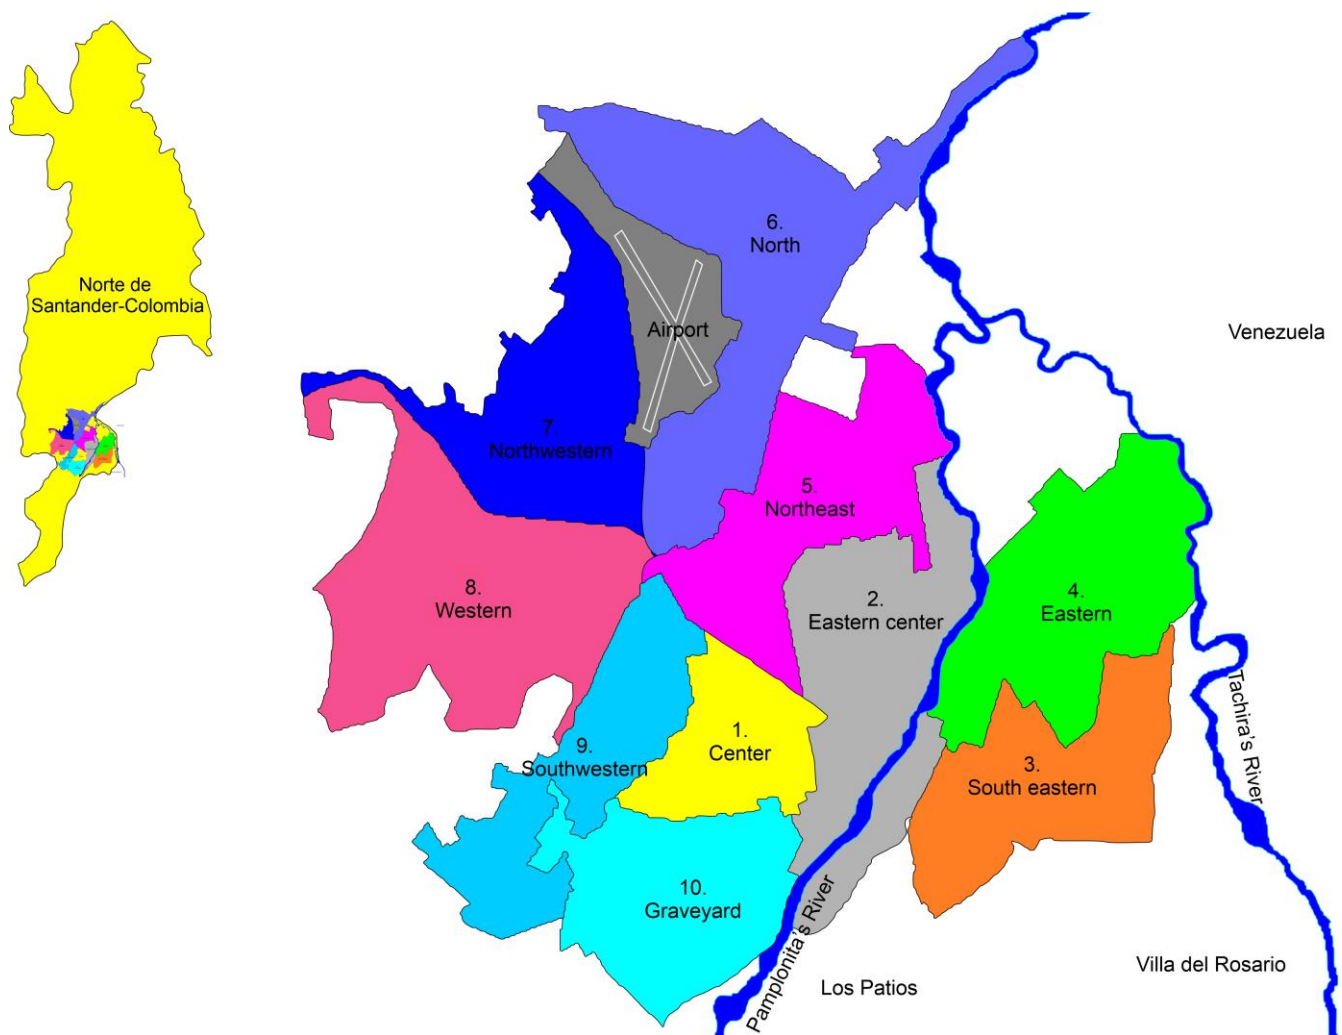 Norte de
Santander-Colombia
6.
North
Airport
Venezuela
7.
Northwestern
5.
Northeast
8.
Western
2.
Eastern center
4.
Eastern
1.
Center
9.
Southwestern
3.
South eastern
Tachira's River
10.
Graveyard
Pamplonita's River
Los Patios
Villa del Rosario